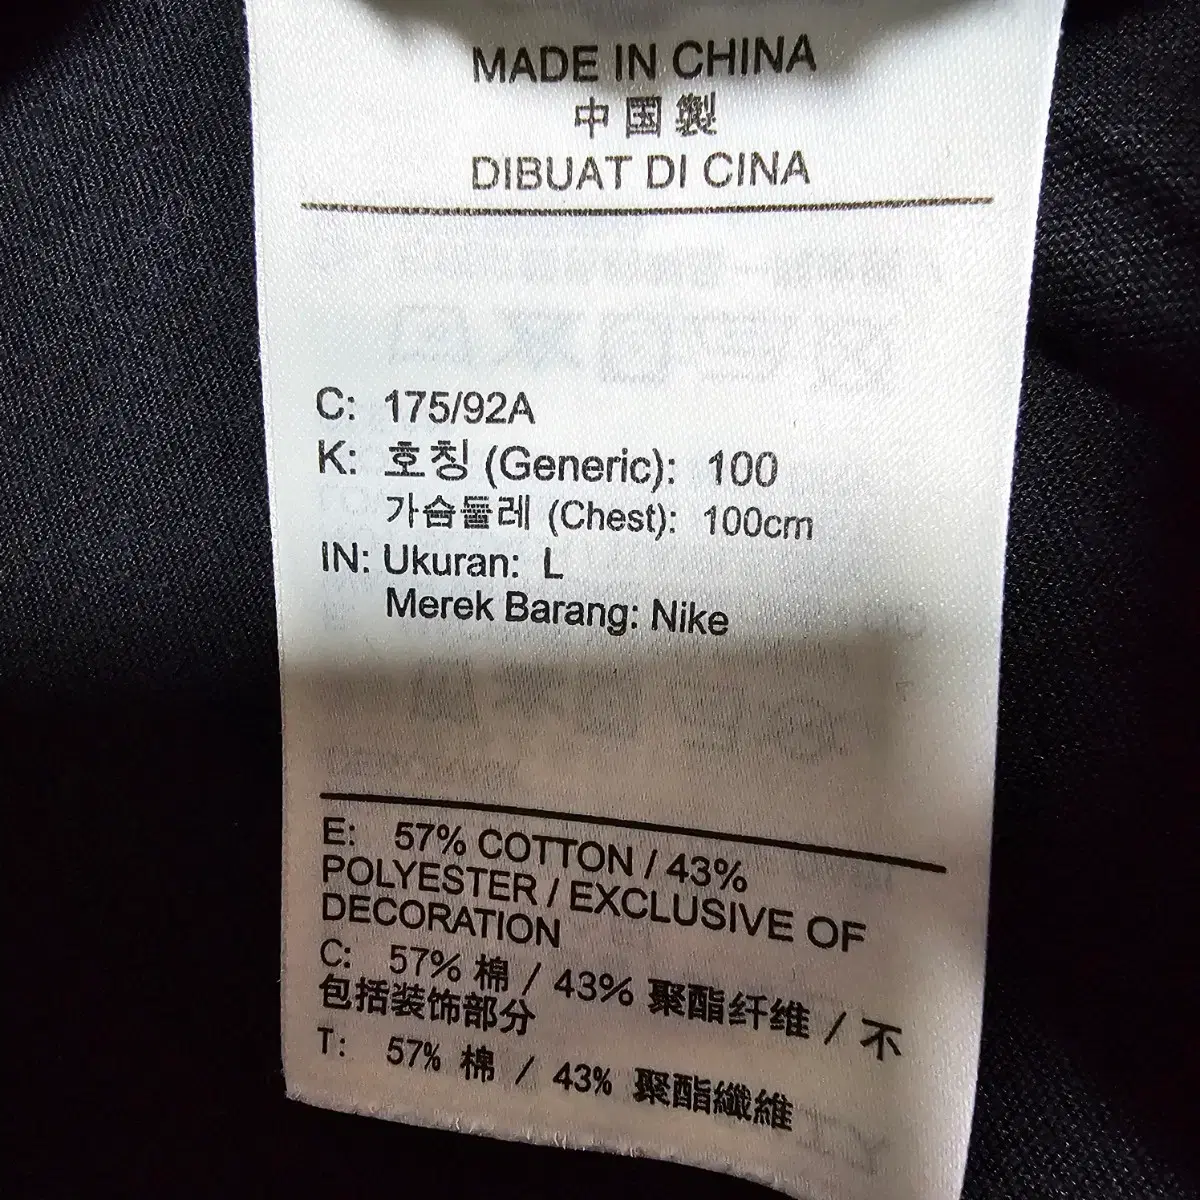 MADE IN CHINA
中国製
DIBUAT DI CINA
C: 175/92A
K: 호칭 (Generic): 100
가슴둘레 (Chest): 100cm
IN: Ukuran: L
Merek Barang: Nike
E: 57% COTTON / 43%
POLYESTER / EXCLUSIVE OF
DECORATION
C: 57% 棉 / 43% 聚酯纤维 / 不
包括装饰部分
T: 57% 棉 / 43% 聚酯纖維